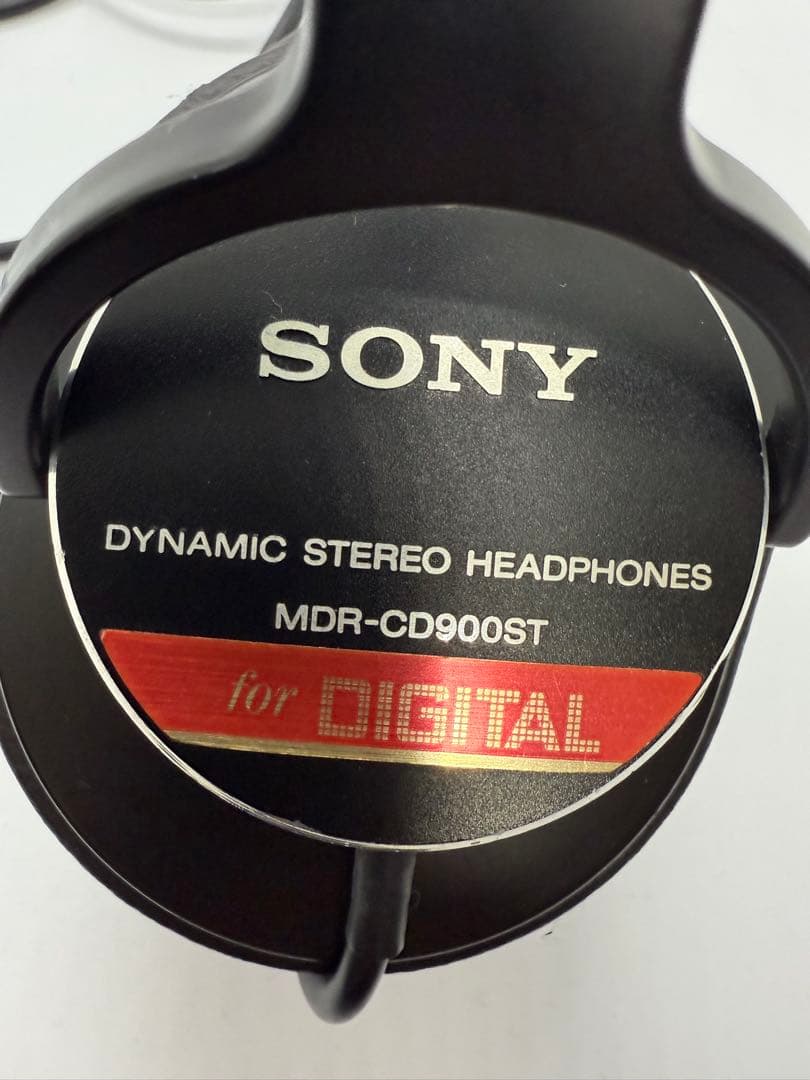 SONY
DYNAMIC STEREO HEADPHONES
MDR-CD900ST
for DIGITAL